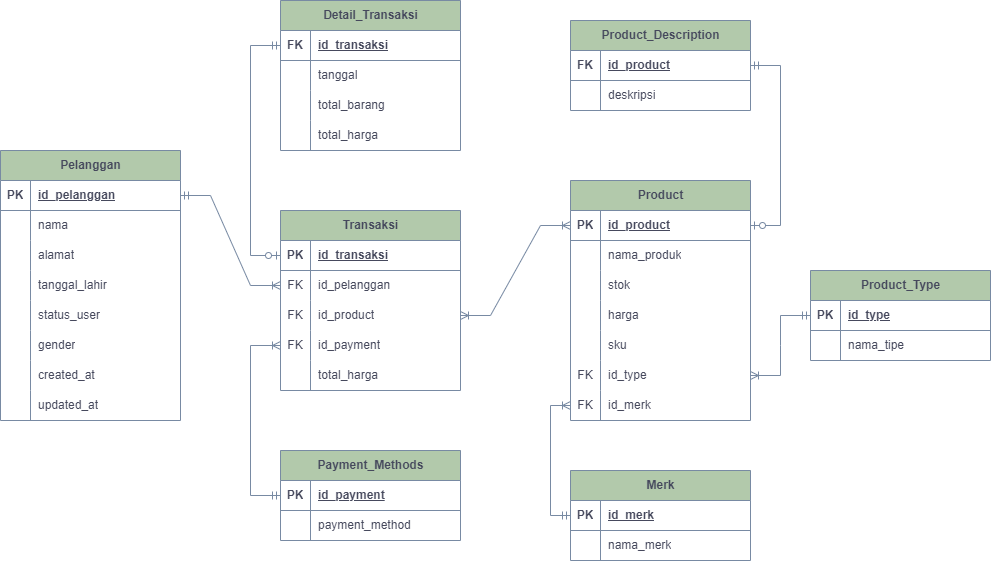 Detail_Transaksi
FK id_transaksi
tanggal
total_barang
total_harga
Product_Description
FK id_product
deskripsi
Pelanggan
PK id_pelanggan
nama
alamat
tanggal_lahir
status_user
gender
created_at
updated_at
Transaksi
PK id_transaksi
FK id_pelanggan
FK id_product
FK id_payment
total_harga
Product
PK id_product
nama_produk
stok
harga
sku
FK id_type
FK id_merk
Product_Type
PK id_type
nama_tipe
Payment_Methods
PK id_payment
payment_method
Merk
PK id_merk
nama_merk